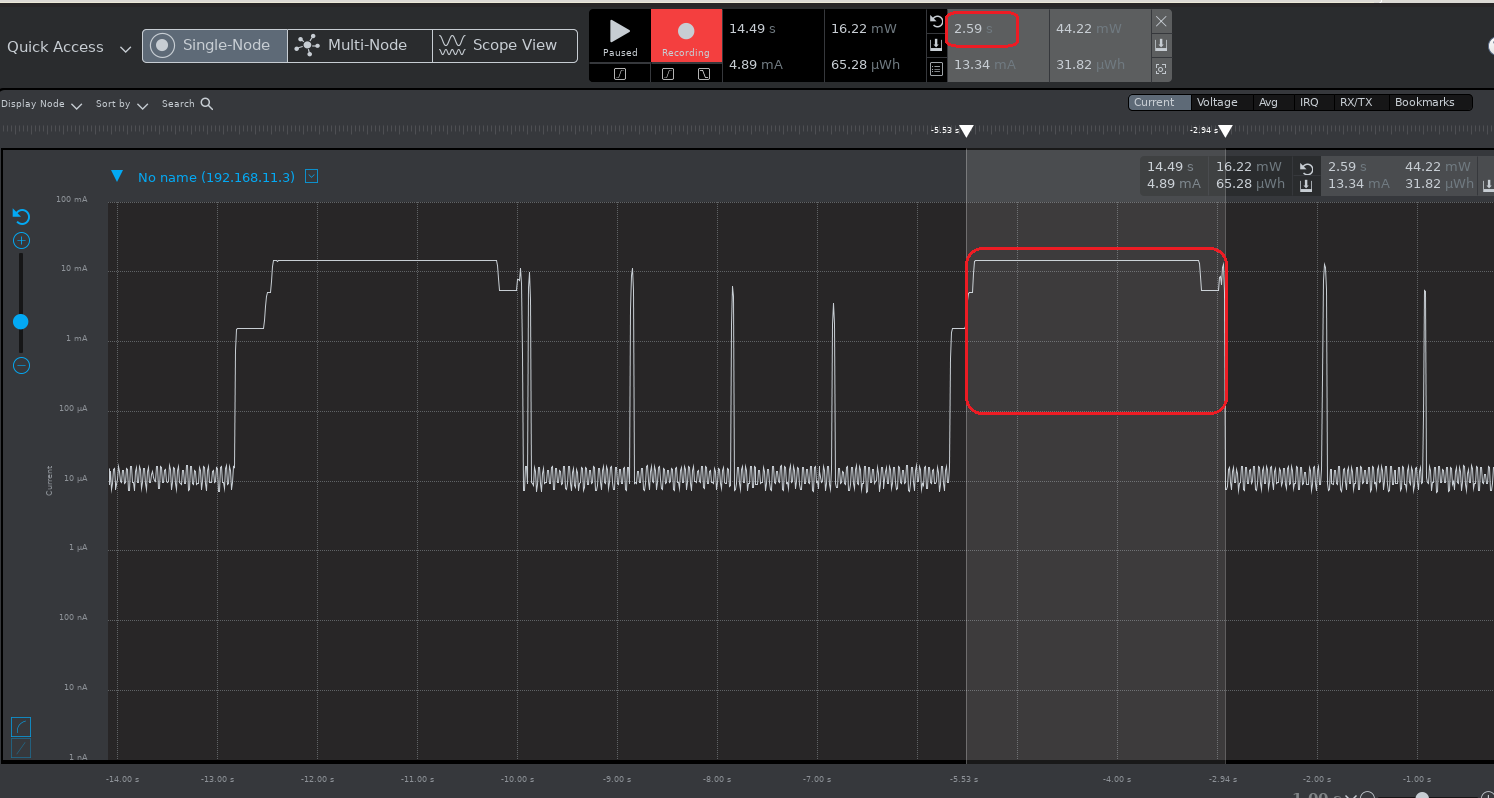 Quick Access
Single-Node
Multi-Node
Scope View
Paused
Recording
14.49 s
16.22 mW
4.89 mA
65.28 µWh
2.59 s
44.22 mW
13.34 mA
31.82 µWh
Display Node
Sort by
Search
Current
Voltage
Avg
IRQ
RX/TX
Bookmarks
-5.53 s
-2.94 s
No name (192.168.11.3)
14.49 s 16.22 mW
4.89 mA 65.28 µWh
2.59 s 44.22 mW
13.34 mA 31.82 µWh
100 mA
10 mA
1 mA
100 µA
10 µA
1 µA
100 nA
10 nA
1 nA
Current
-14.00 s
-13.00 s
-12.00 s
-11.00 s
-10.00 s
-9.00 s
-8.00 s
-7.00 s
-5.53 s
-4.00 s
-2.94 s
-2.00 s
-1.00 s